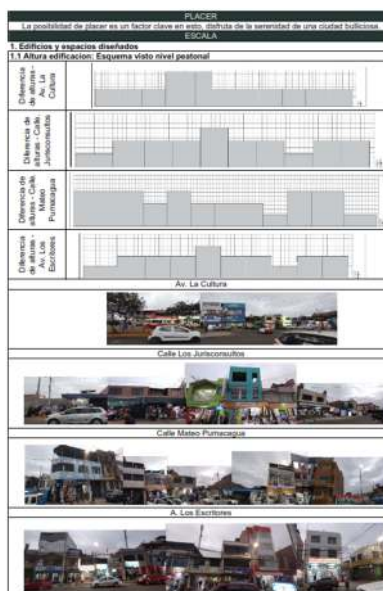 PLACER
La posibilidad de placer es un factor clave en esto, disfruta de la serenidad de una ciudad bulliciosa.
ESCALA
1. Edificios y espacios diseñados
1.1 Altura edificacion: Esquema visto nivel peatonal
Diferencia
de alturas -
Av. La
Cultura
Diferencia de
alturas - Calle.
Jurisconsultos
Diferencia de
alturas - Calle.
Mateo
Pumacagua
Diferencia
de alturas -
Av. Los
Escritores
Av. La Cultura
Calle Los Jurisconsultos
Calle Mateo Pumacagua
A. Los Escritores